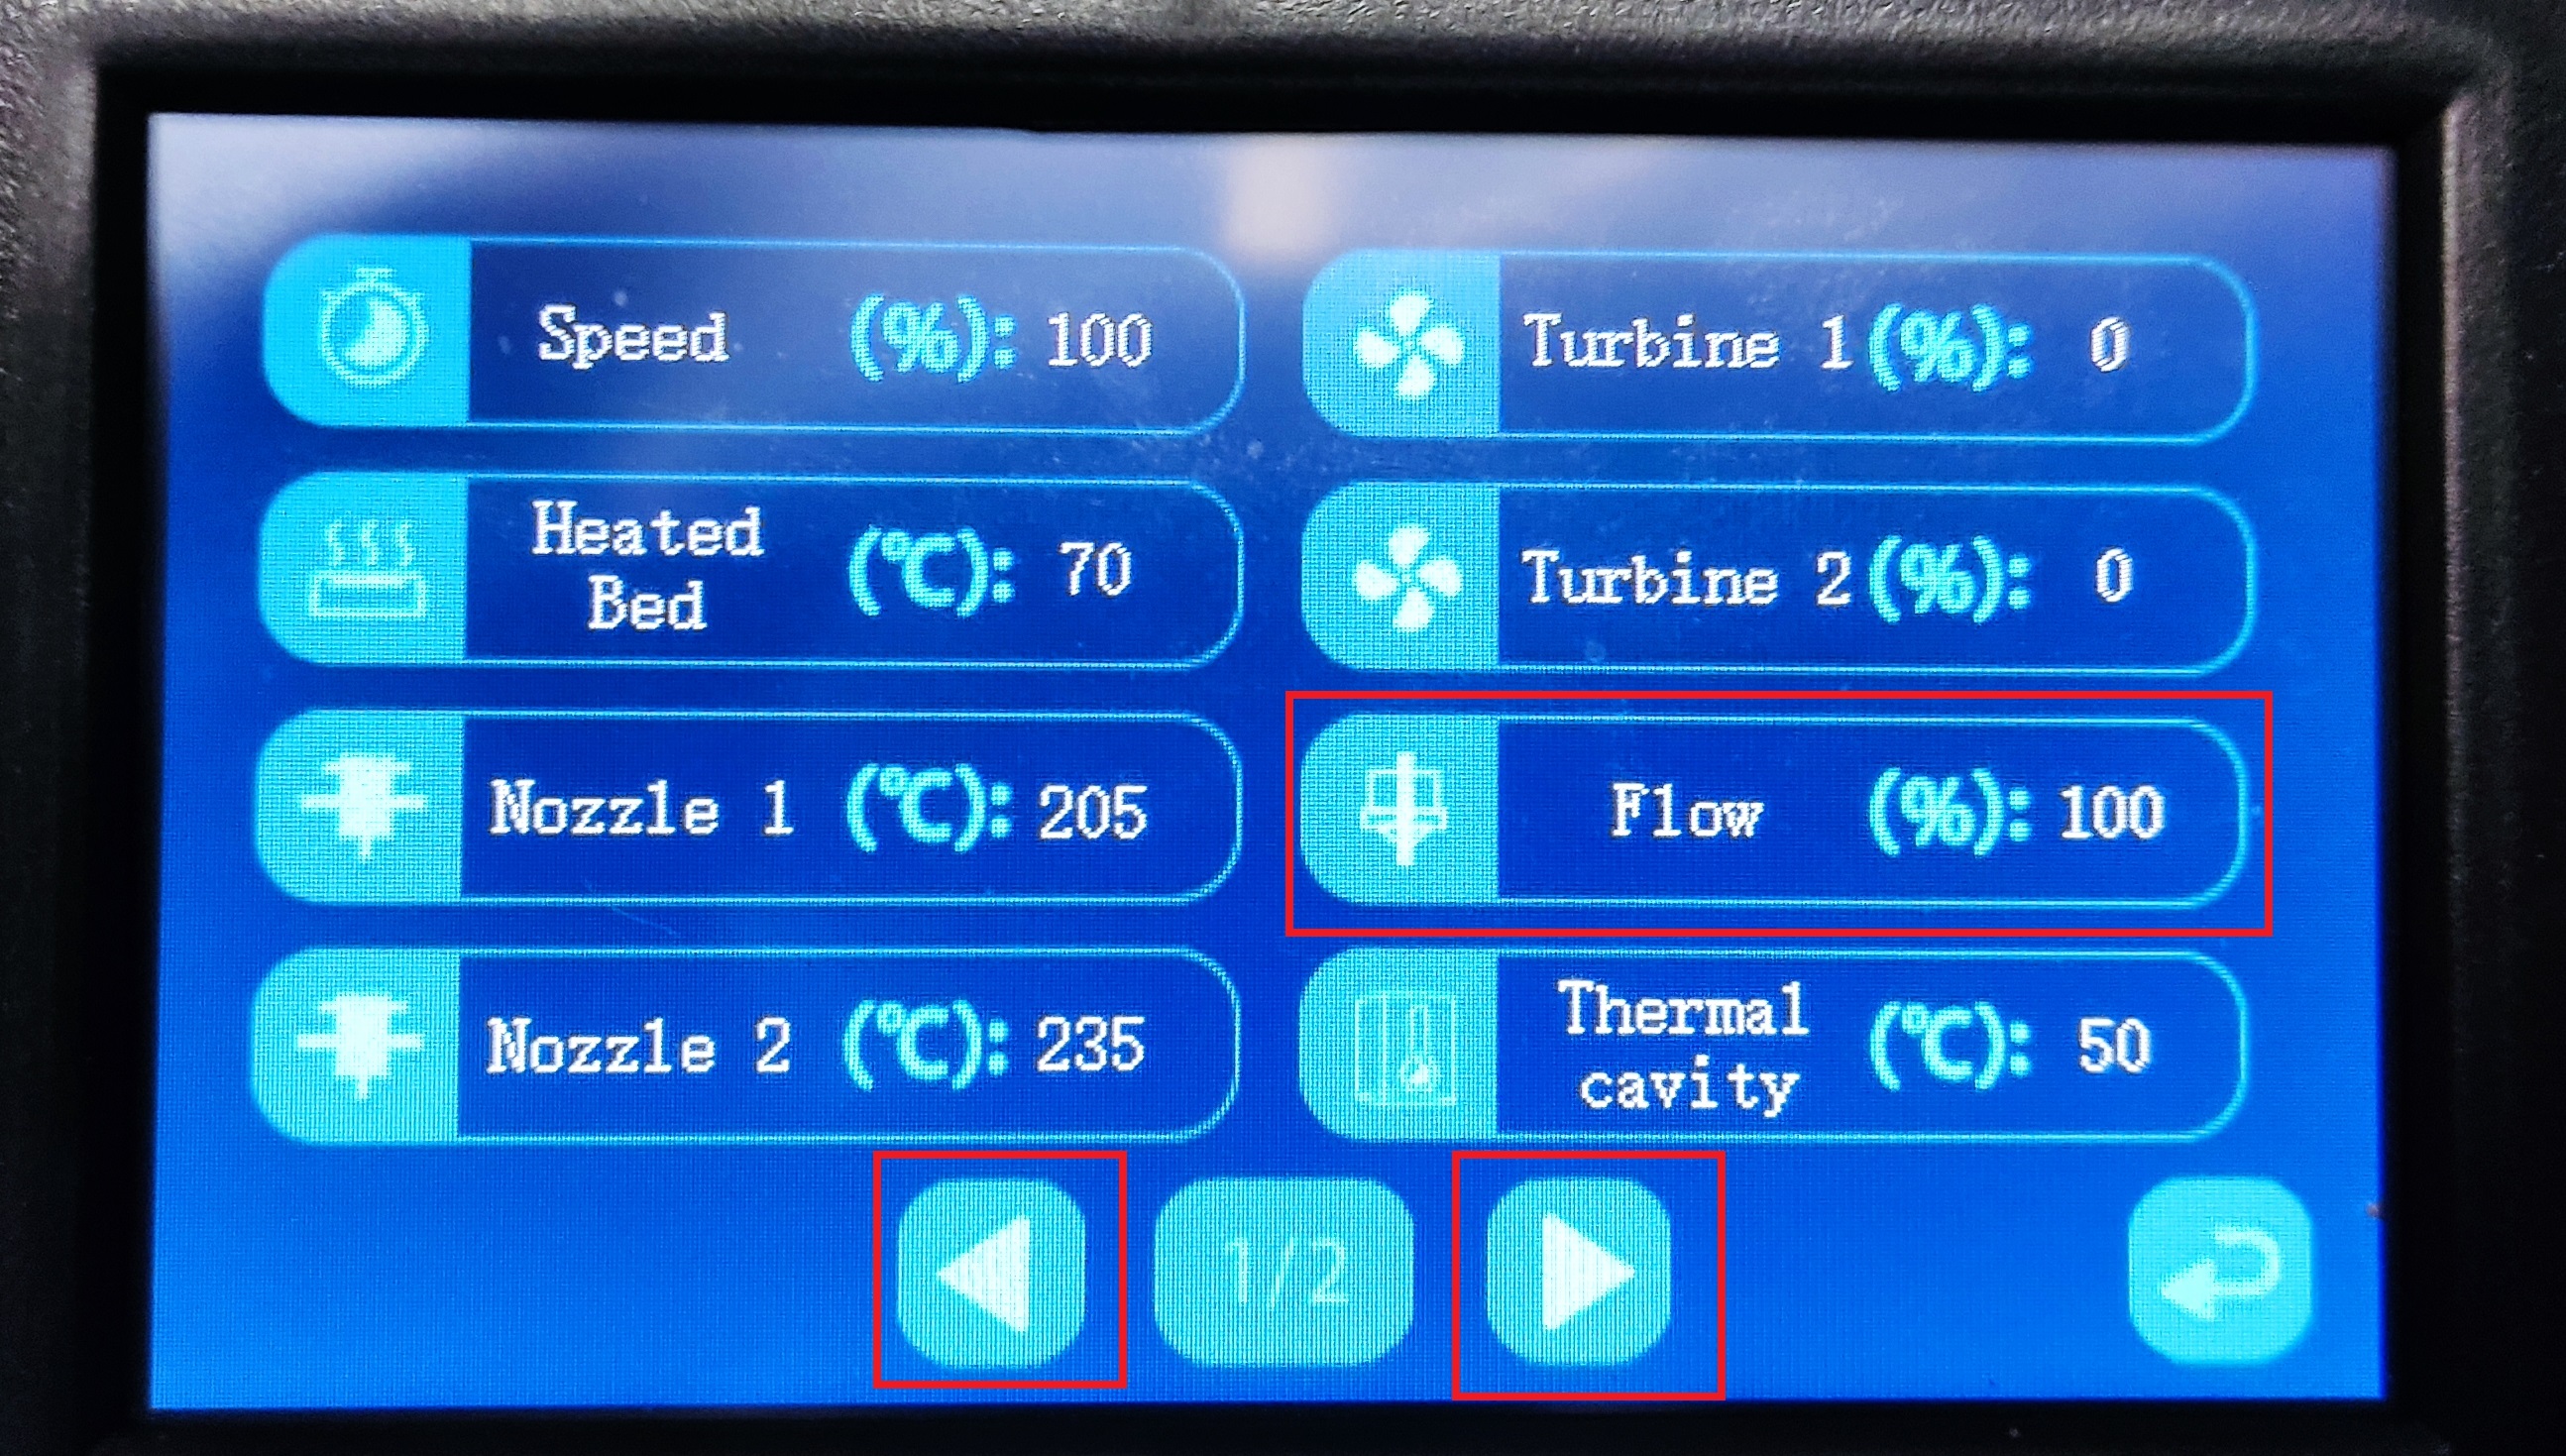 Speed (%): 100
Turbine 1 (%): 0
Heated
Bed
(℃): 70
Turbine 2 (%): 0
Nozzle 1 (℃): 205
Flow (%): 100
Nozzle 2 (℃): 235
Thermal
cavity
(℃): 50
1/2